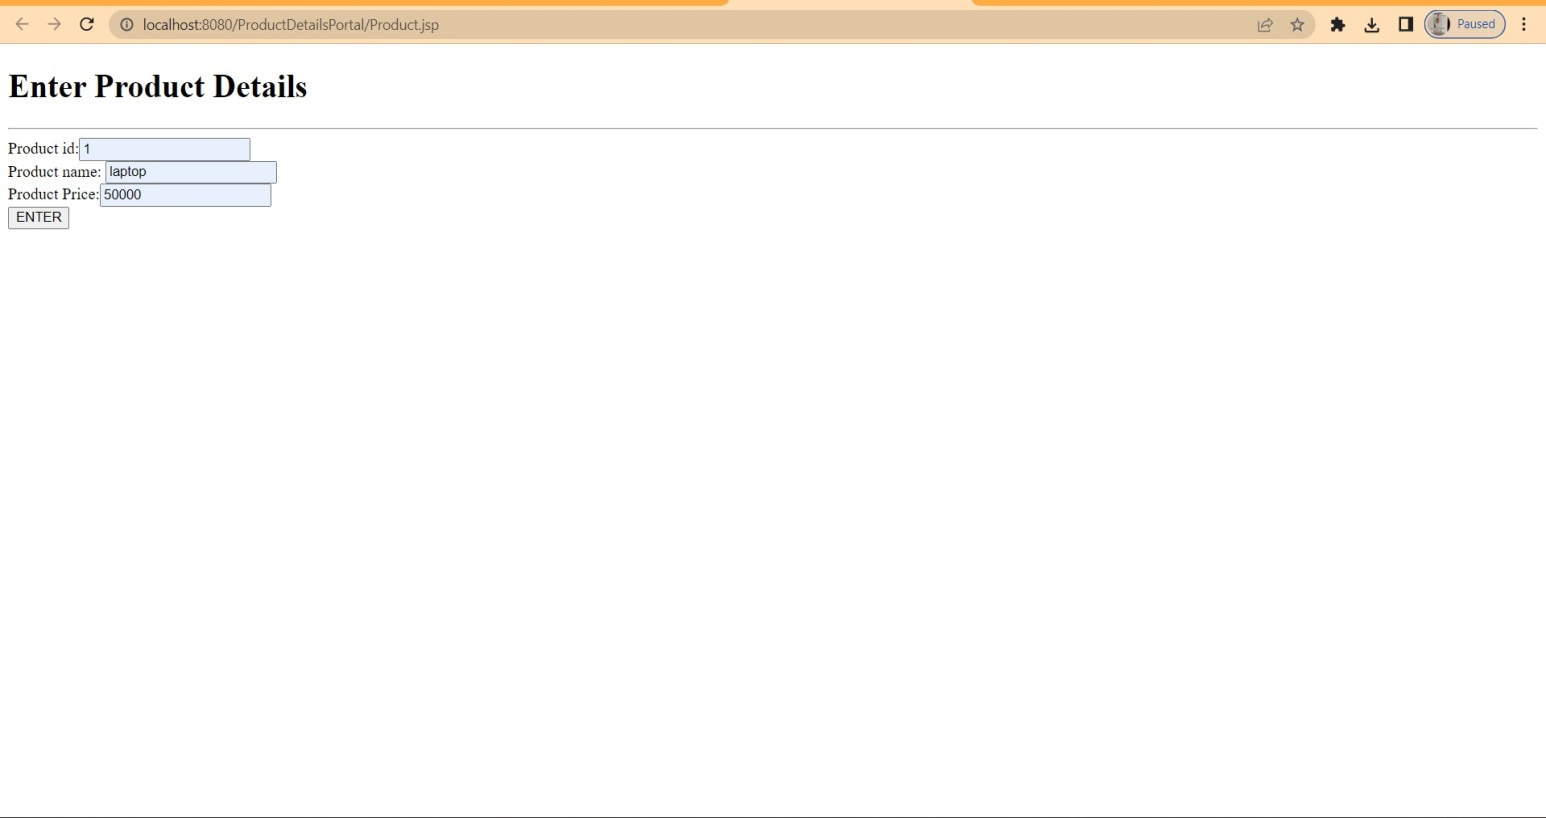 localhost:8080/ProductDetailsPortal/Product.jsp
Paused
Enter Product Details
Product id: 1
Product name: laptop
Product Price: 50000
ENTER